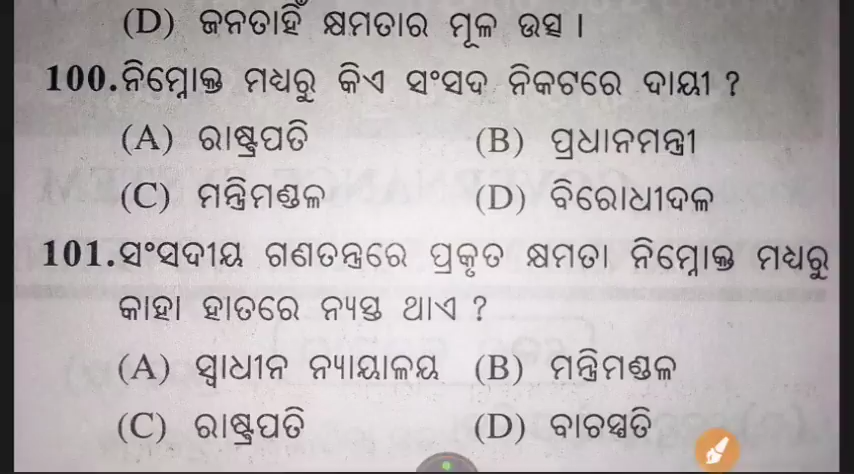 (D) ଜନତାହିଁ କ୍ଷମତାର ମୂଳ ଉତ୍ସ ।
100.ନିମ୍ନୋକ୍ତ ମଧ୍ୟରୁ କିଏ ସଂସଦ ନିକଟରେ ଦାୟୀ ?
(A) ରାଷ୍ଟ୍ରପତି (B) ପ୍ରଧାନମନ୍ତ୍ରୀ
(C) ମନ୍ତ୍ରିମଣ୍ଡଳ (D) ବିରୋଧୀଦଳ
101.ସଂସଦୀୟ ଗଣତନ୍ତ୍ରରେ ପ୍ରକୃତ କ୍ଷମତା ନିମ୍ନୋକ୍ତ ମଧ୍ୟରୁ
କାହା ହାତରେ ନ୍ୟସ୍ତ ଥାଏ ?
(A) ସ୍ୱାଧୀନ ନ୍ୟାୟାଳୟ (B) ମନ୍ତ୍ରିମଣ୍ଡଳ
(C) ରାଷ୍ଟ୍ରପତି (D) ବାଚସ୍ପତି